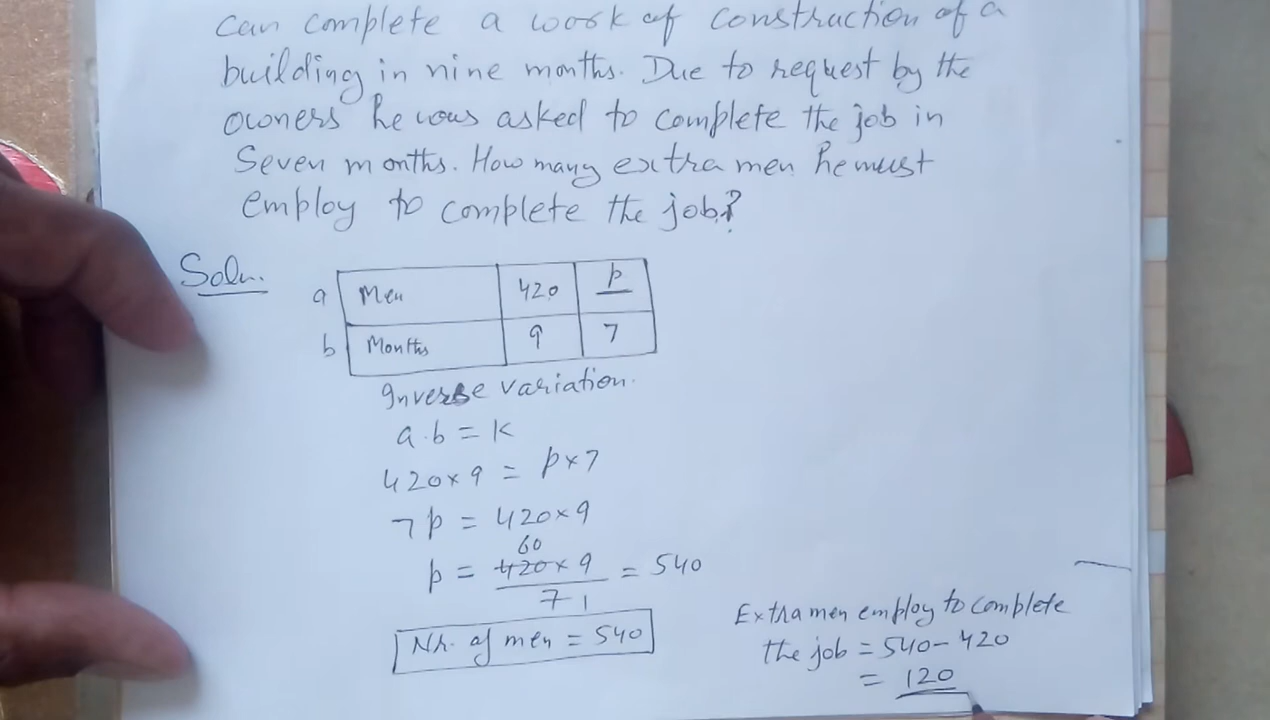 can complete a work of construction of a
building in nine months. Due to request by the
owners he was asked to complete the job in
Seven months. How many extra men he must
employ to complete the job?
Soln.
a Men 420 p
b Months 9 7
Inverse variation.
a.b = K
420×9 = p×7
7p = 420×9
60
p = 420×9 = 540
7 1
Nr. of men = 540
Extra men employ to complete
the job = 540-420
= 120